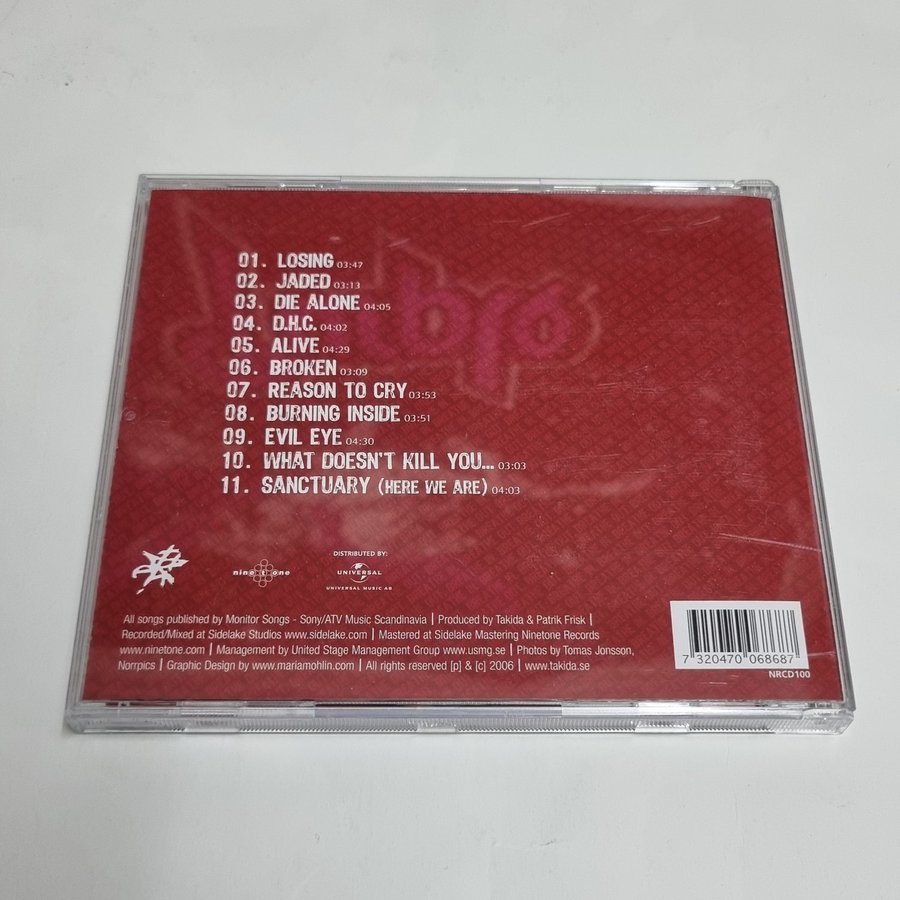 01. LOSING 03:47
02. JADED 03:13
03. DIE ALONE 04:05
04. D.H.C. 04:02
05. ALIVE 04:29
06. BROKEN 03:09
07. REASON TO CRY 03:53
08. BURNING INSIDE 03:51
09. EVIL EYE 04:30
10. WHAT DOESN'T KILL YOU... 03:03
11. SANCTUARY (HERE WE ARE) 04:03
DISTRIBUTED BY:
ninetone
UNIVERSAL
UNIVERSAL MUSIC AB
All songs published by Monitor Songs - Sony/ATV Music Scandinavia | Produced by Takida & Patrik Frisk |
Recorded/Mixed at Sidelake Studios www.sidelake.com | Mastered at Sidelake Mastering Ninetone Records
www.ninetone.com | Management by United Stage Management Group www.usmg.se | Photos by Tomas Jonsson,
Norrpics | Graphic Design by www.mariamohlin.com | All rights reserved [p] & [c] 2006 | www.takida.se
7 320470 068687
NRCD100